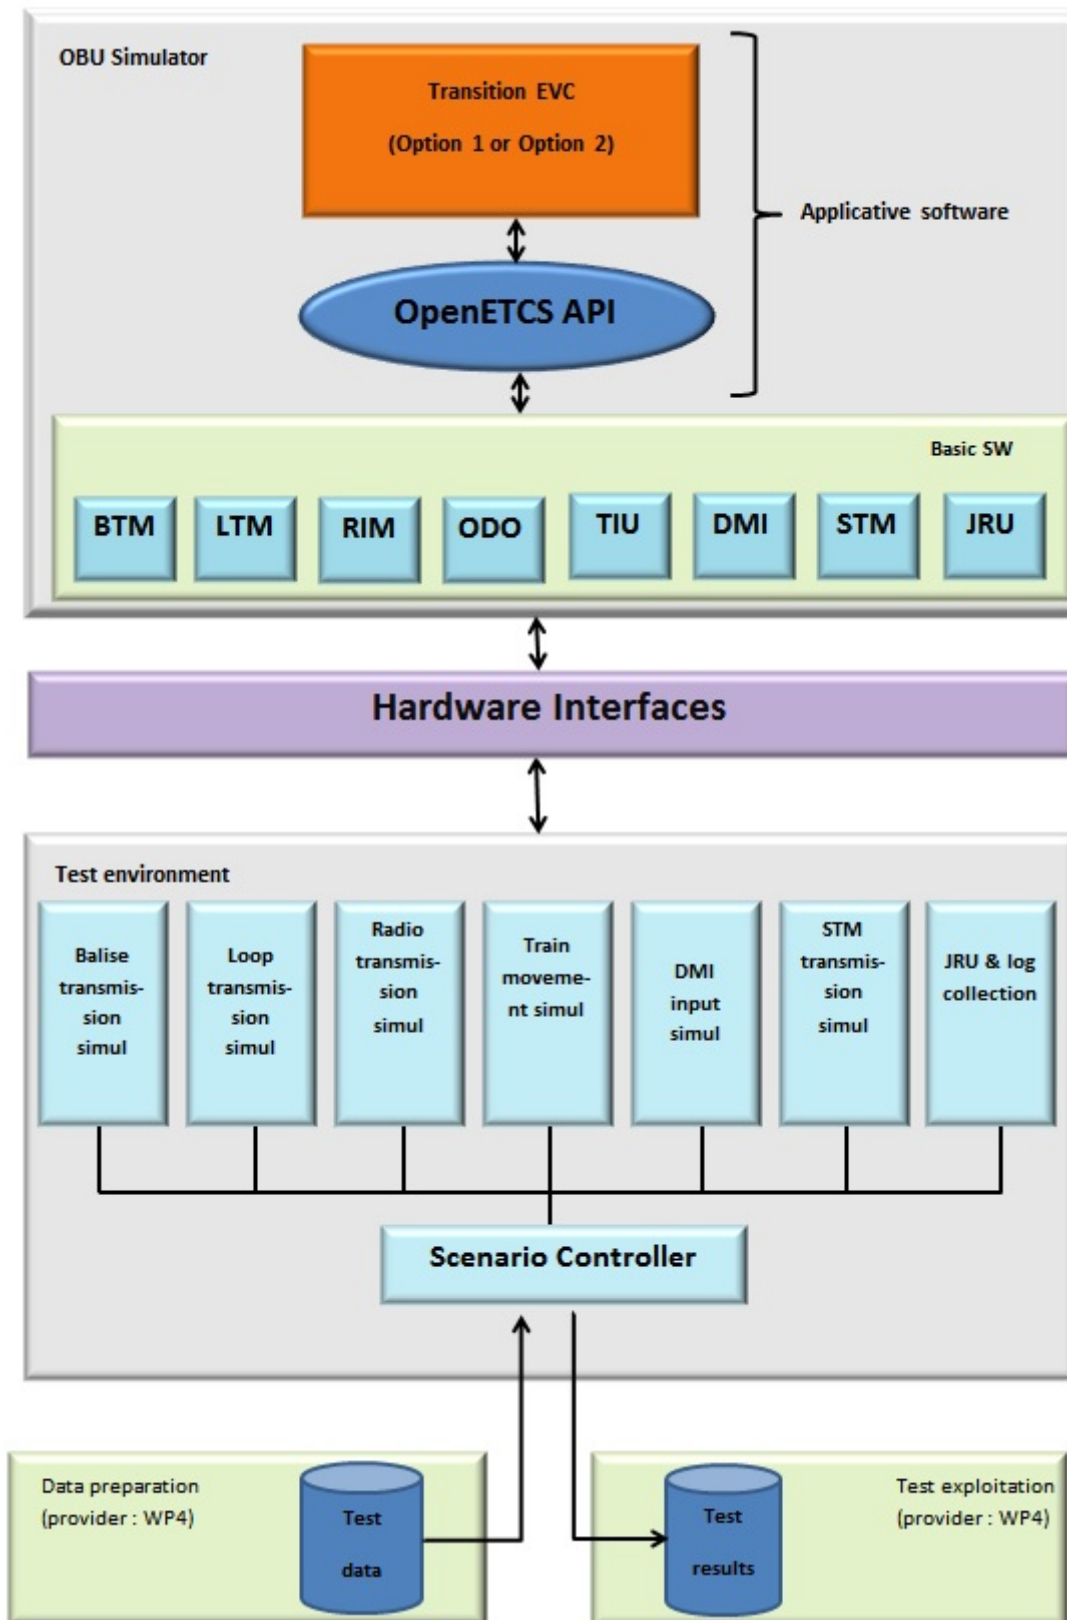 OBU Simulator
Transition EVC
(Option 1 or Option 2)
Applicative software
OpenETCS API
Basic SW
BTM
LTM
RIM
ODO
TIU
DMI
STM
JRU
Hardware Interfaces
Test environment
Balise
transmis-
sion
simul
Loop
transmis-
sion
simul
Radio
transmis-
sion
simul
Train
moveme-
nt simul
DMI
input
simul
STM
transmis-
sion
simul
JRU & log
collection
Scenario Controller
Data preparation
(provider : WP4)
Test
data
Test
results
Test exploitation
(provider : WP4)